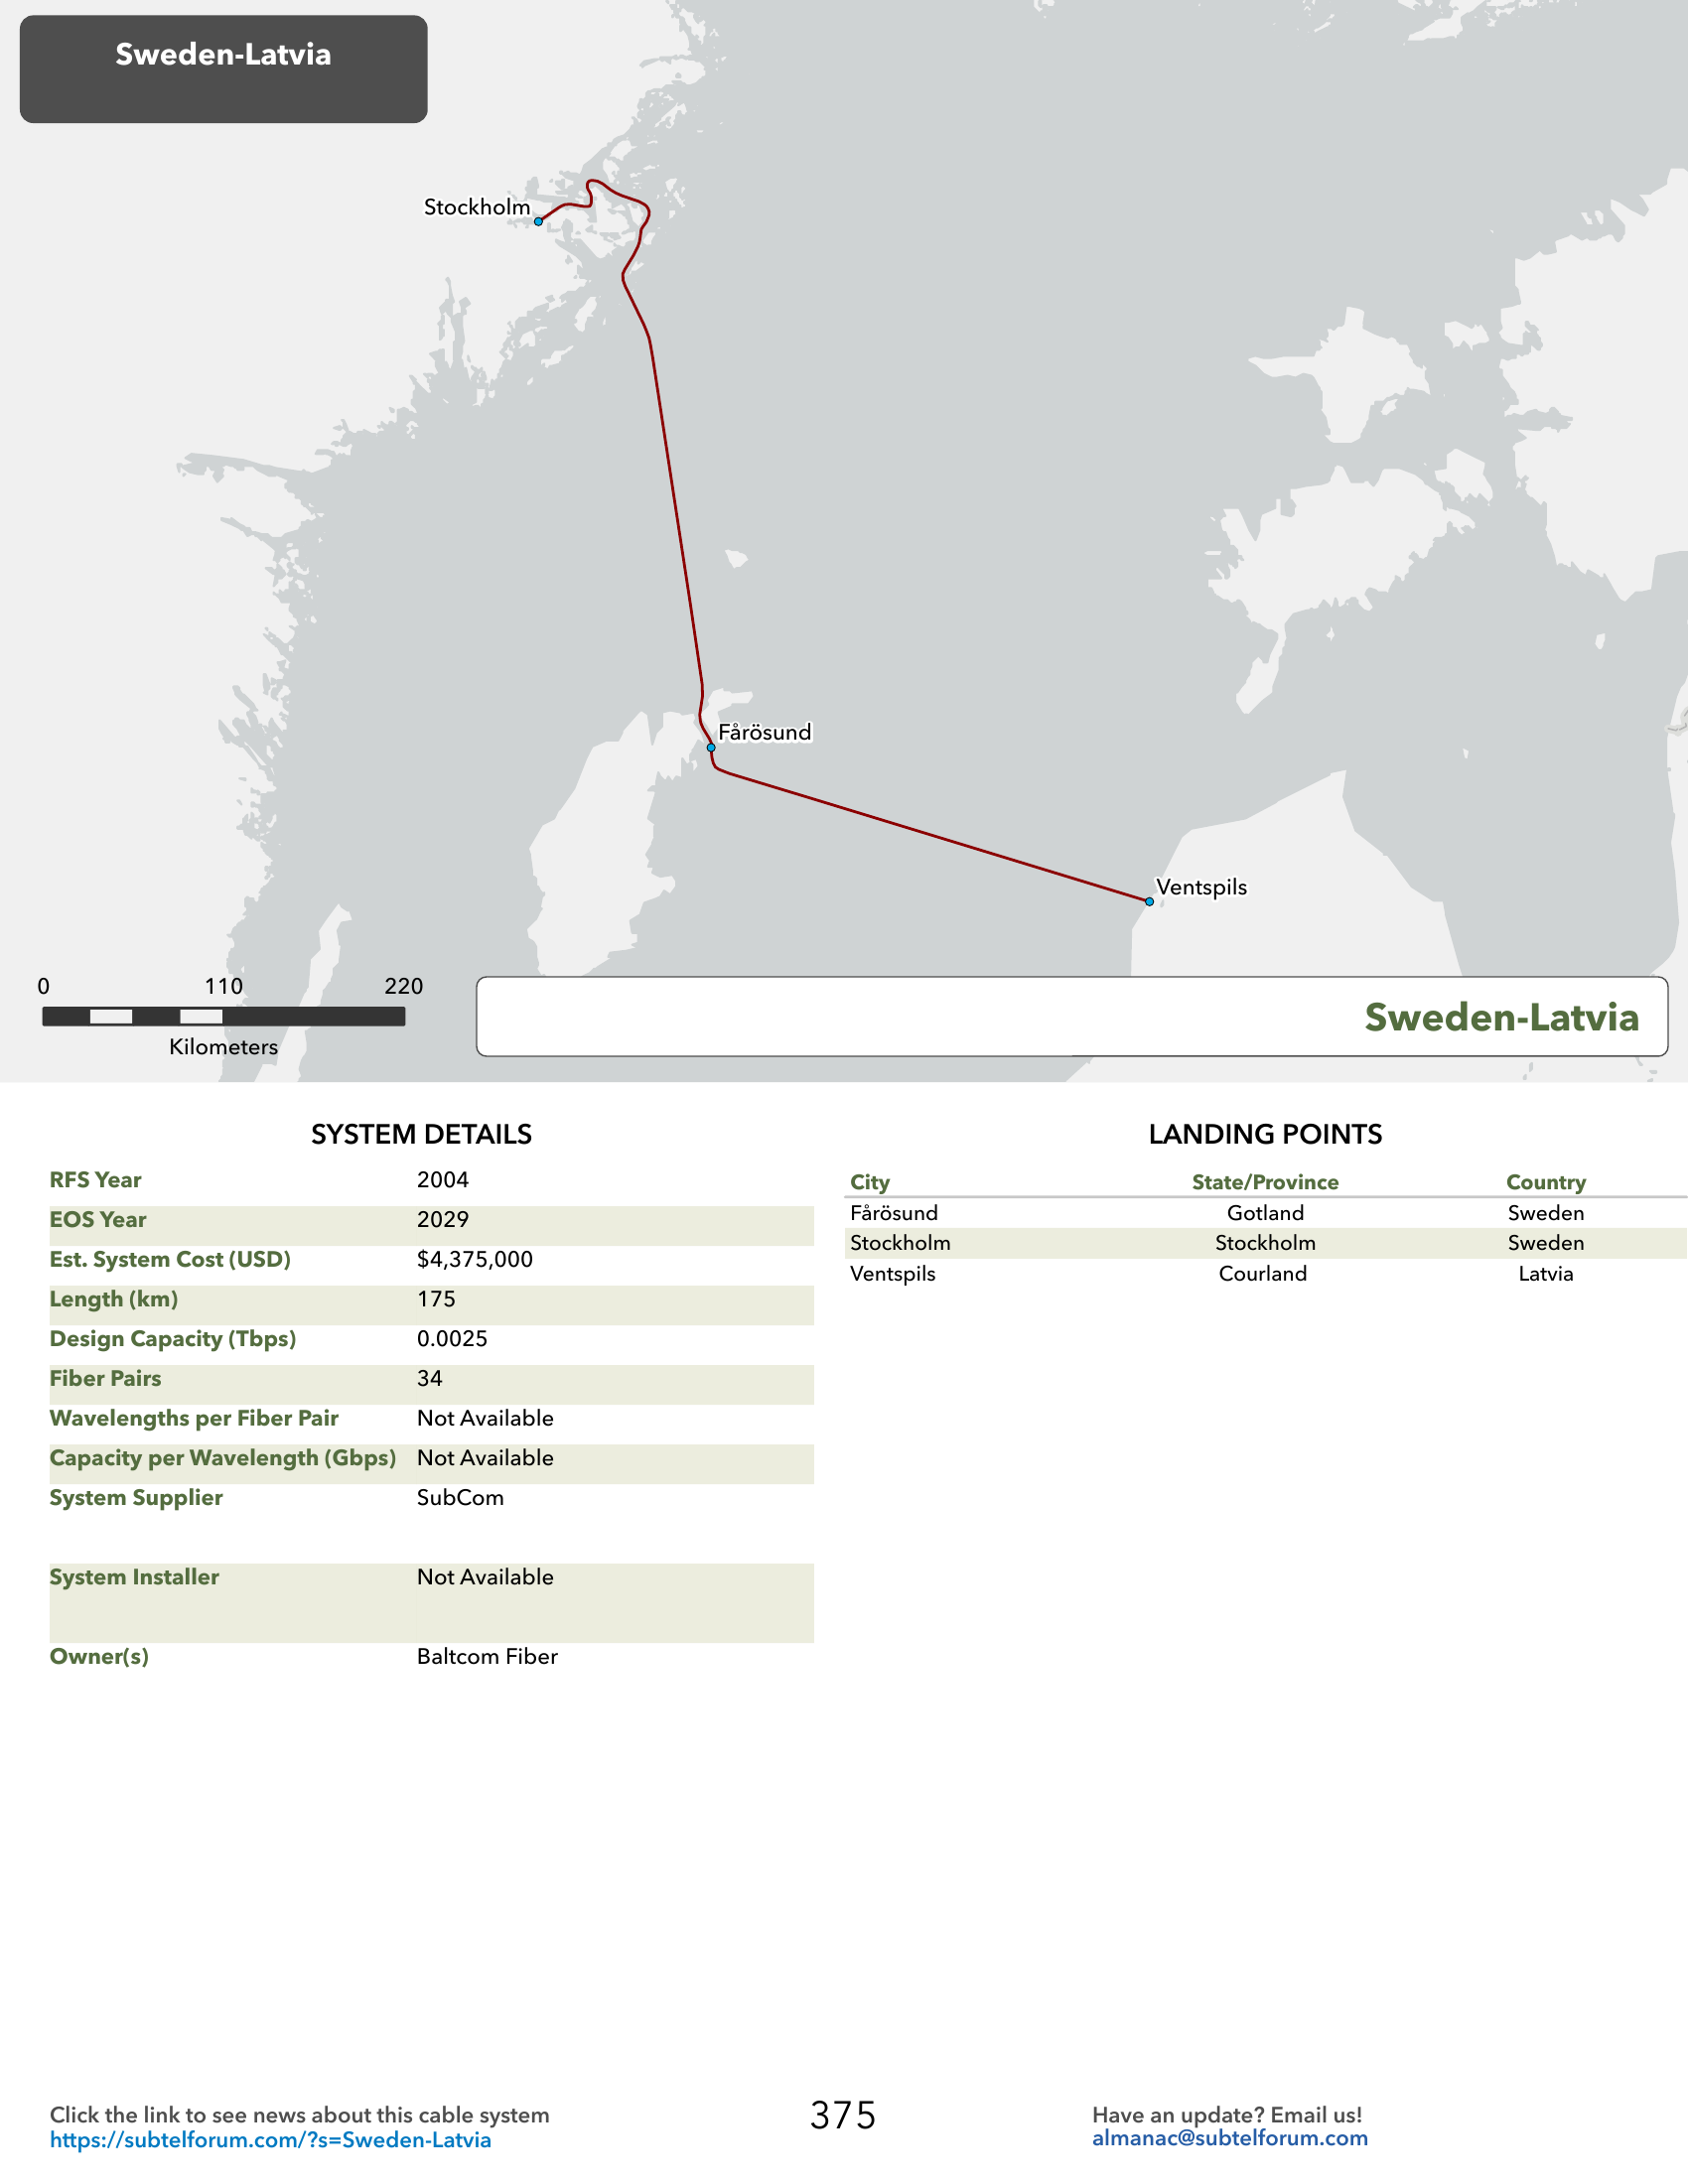 Sweden-Latvia
Stockholm
Fårösund
Ventspils
0 110 220
Kilometers
Sweden-Latvia
SYSTEM DETAILS
RFS Year 2004
EOS Year 2029
Est. System Cost (USD) $4,375,000
Length (km) 175
Design Capacity (Tbps) 0.0025
Fiber Pairs 34
Wavelengths per Fiber Pair Not Available
Capacity per Wavelength (Gbps) Not Available
System Supplier SubCom
System Installer Not Available
Owner(s) Baltcom Fiber
LANDING POINTS
City State/Province Country
Fårösund Gotland Sweden
Stockholm Stockholm Sweden
Ventspils Courland Latvia
Click the link to see news about this cable system
https://subtelforum.com/?s=Sweden-Latvia
375
Have an update? Email us!
almanac@subtelforum.com